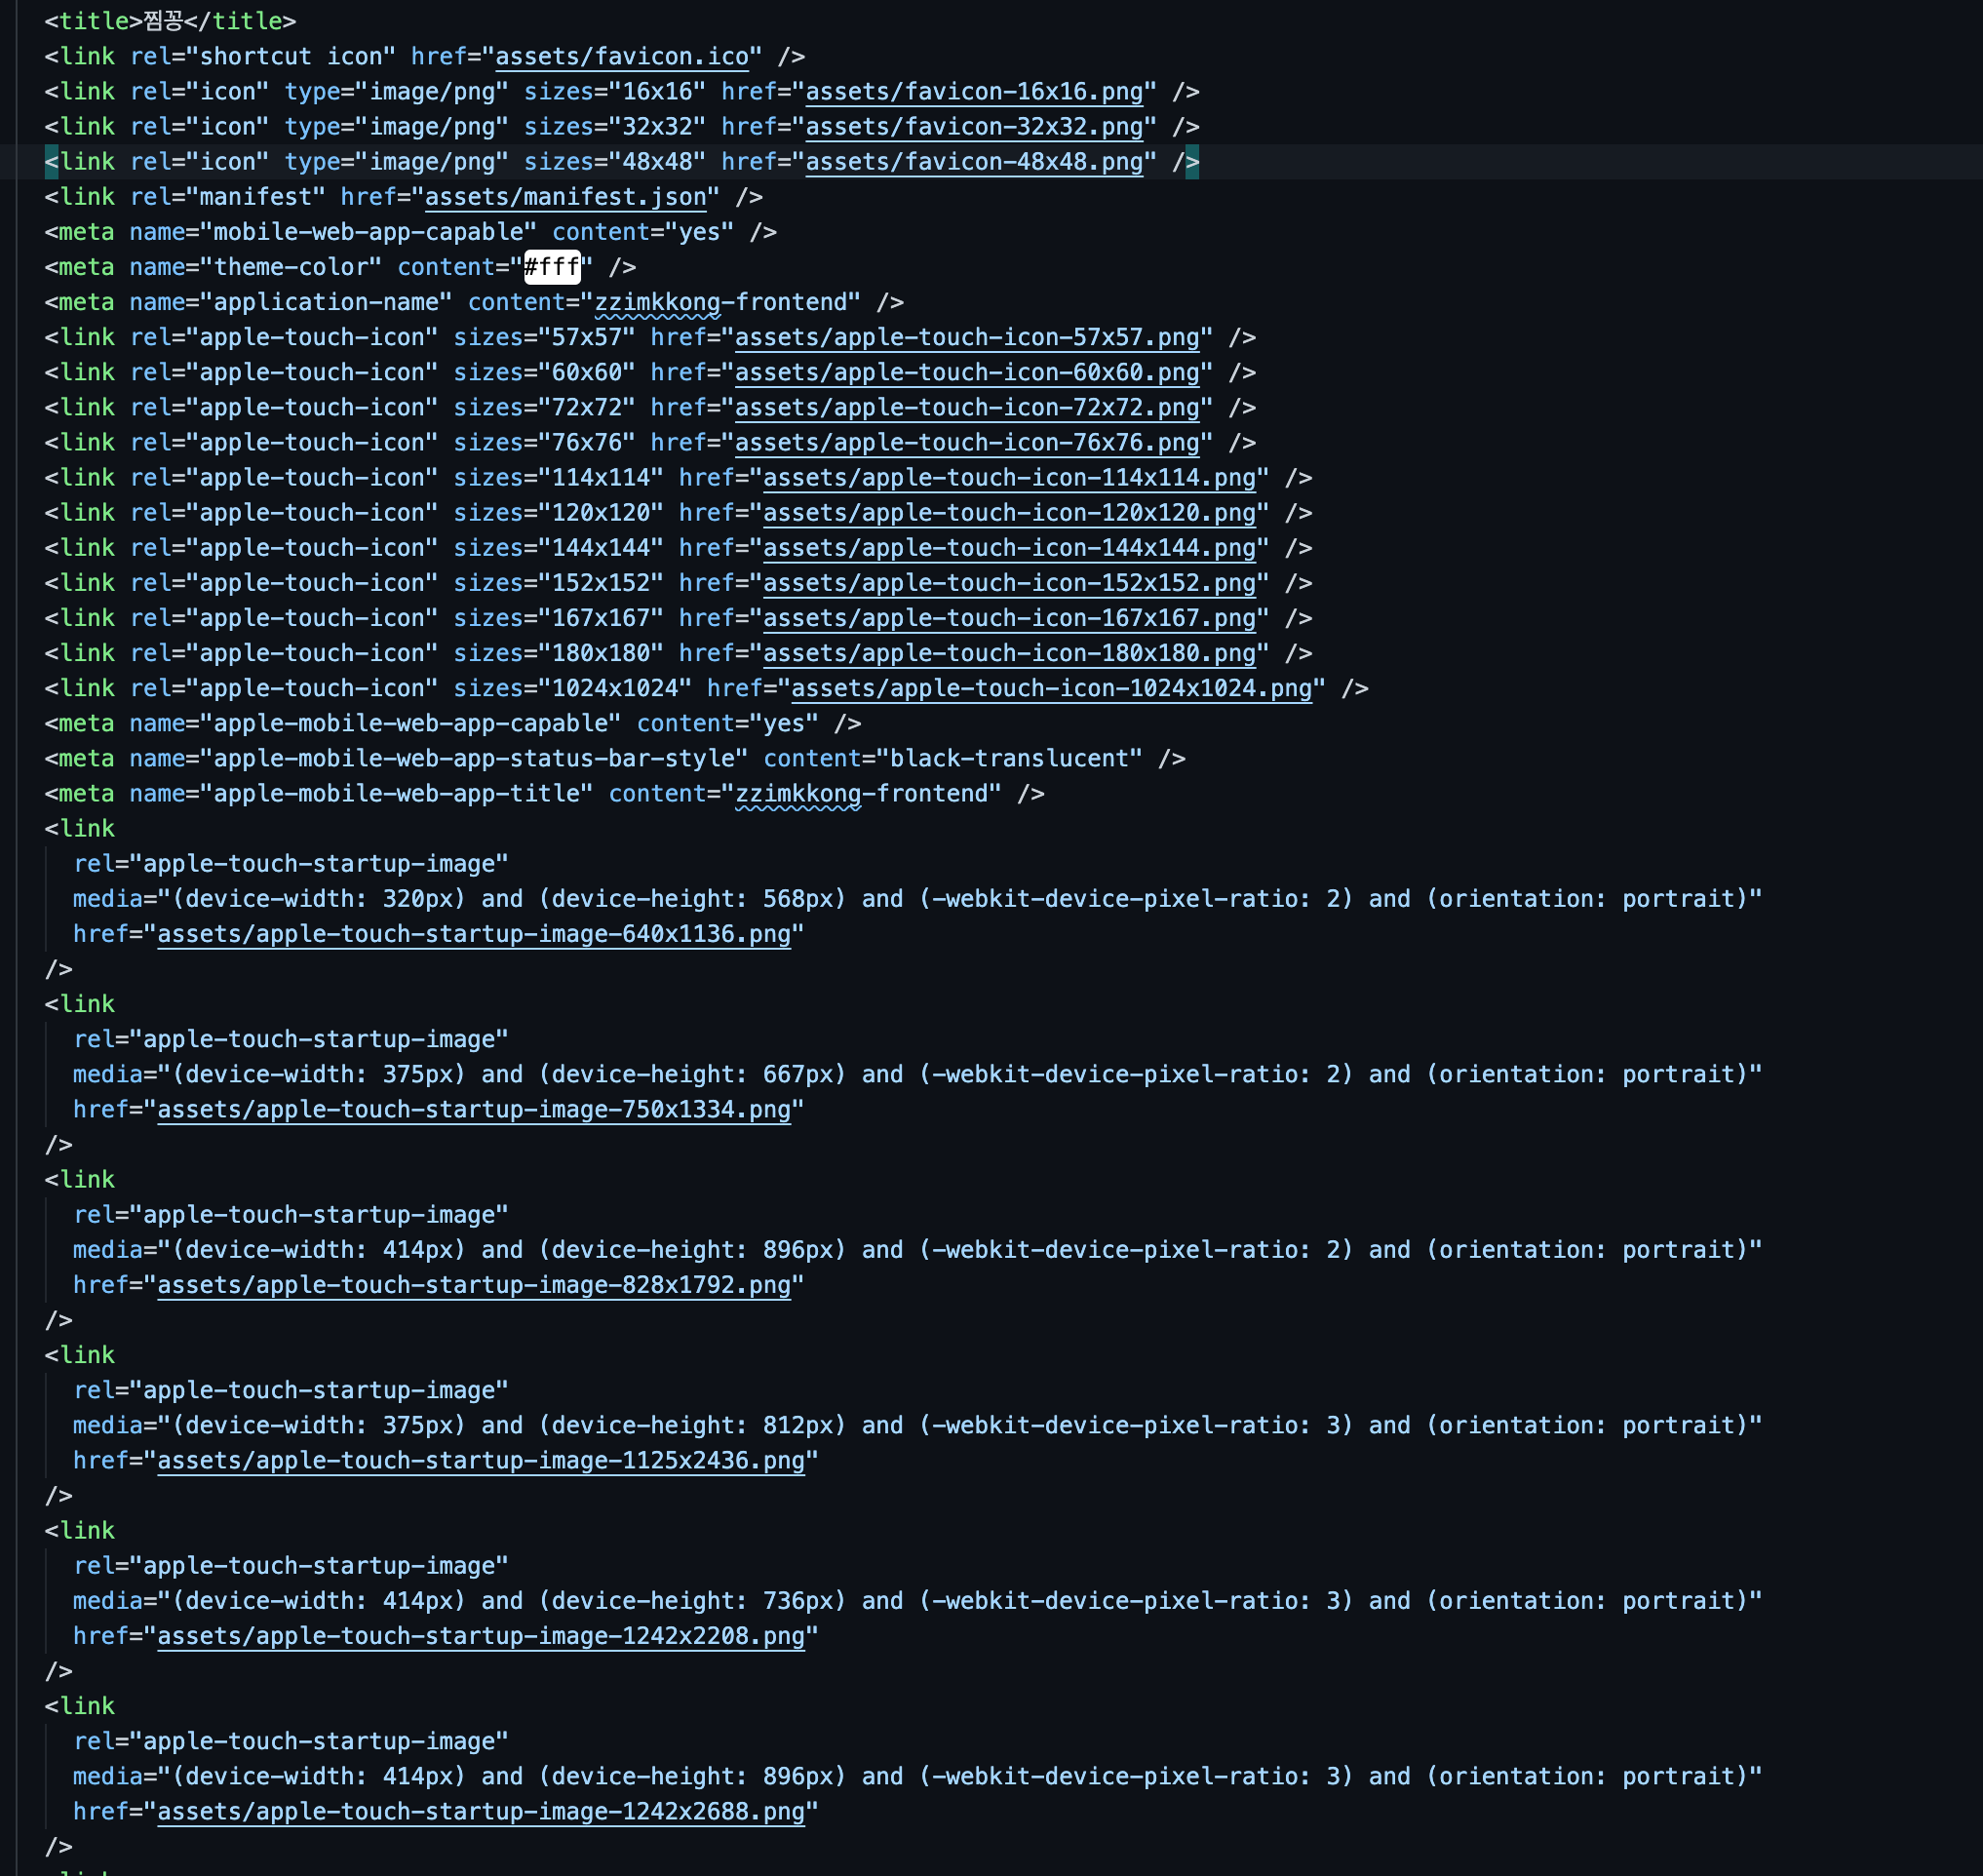 <title>찜꽁</title>
<link rel="shortcut icon" href="assets/favicon.ico" />
<link rel="icon" type="image/png" sizes="16x16" href="assets/favicon-16x16.png" />
<link rel="icon" type="image/png" sizes="32x32" href="assets/favicon-32x32.png" />
<link rel="icon" type="image/png" sizes="48x48" href="assets/favicon-48x48.png" />
<link rel="manifest" href="assets/manifest.json" />
<meta name="mobile-web-app-capable" content="yes" />
<meta name="theme-color" content="#fff" />
<meta name="application-name" content="zzimkkong-frontend" />
<link rel="apple-touch-icon" sizes="57x57" href="assets/apple-touch-icon-57x57.png" />
<link rel="apple-touch-icon" sizes="60x60" href="assets/apple-touch-icon-60x60.png" />
<link rel="apple-touch-icon" sizes="72x72" href="assets/apple-touch-icon-72x72.png" />
<link rel="apple-touch-icon" sizes="76x76" href="assets/apple-touch-icon-76x76.png" />
<link rel="apple-touch-icon" sizes="114x114" href="assets/apple-touch-icon-114x114.png" />
<link rel="apple-touch-icon" sizes="120x120" href="assets/apple-touch-icon-120x120.png" />
<link rel="apple-touch-icon" sizes="144x144" href="assets/apple-touch-icon-144x144.png" />
<link rel="apple-touch-icon" sizes="152x152" href="assets/apple-touch-icon-152x152.png" />
<link rel="apple-touch-icon" sizes="167x167" href="assets/apple-touch-icon-167x167.png" />
<link rel="apple-touch-icon" sizes="180x180" href="assets/apple-touch-icon-180x180.png" />
<link rel="apple-touch-icon" sizes="1024x1024" href="assets/apple-touch-icon-1024x1024.png" />
<meta name="apple-mobile-web-app-capable" content="yes" />
<meta name="apple-mobile-web-app-status-bar-style" content="black-translucent" />
<meta name="apple-mobile-web-app-title" content="zzimkkong-frontend" />
<link
rel="apple-touch-startup-image"
media="(device-width: 320px) and (device-height: 568px) and (-webkit-device-pixel-ratio: 2) and (orientation: portrait)"
href="assets/apple-touch-startup-image-640x1136.png"
/>
<link
rel="apple-touch-startup-image"
media="(device-width: 375px) and (device-height: 667px) and (-webkit-device-pixel-ratio: 2) and (orientation: portrait)"
href="assets/apple-touch-startup-image-750x1334.png"
/>
<link
rel="apple-touch-startup-image"
media="(device-width: 414px) and (device-height: 896px) and (-webkit-device-pixel-ratio: 2) and (orientation: portrait)"
href="assets/apple-touch-startup-image-828x1792.png"
/>
<link
rel="apple-touch-startup-image"
media="(device-width: 375px) and (device-height: 812px) and (-webkit-device-pixel-ratio: 3) and (orientation: portrait)"
href="assets/apple-touch-startup-image-1125x2436.png"
/>
<link
rel="apple-touch-startup-image"
media="(device-width: 414px) and (device-height: 736px) and (-webkit-device-pixel-ratio: 3) and (orientation: portrait)"
href="assets/apple-touch-startup-image-1242x2208.png"
/>
<link
rel="apple-touch-startup-image"
media="(device-width: 414px) and (device-height: 896px) and (-webkit-device-pixel-ratio: 3) and (orientation: portrait)"
href="assets/apple-touch-startup-image-1242x2688.png"
/>